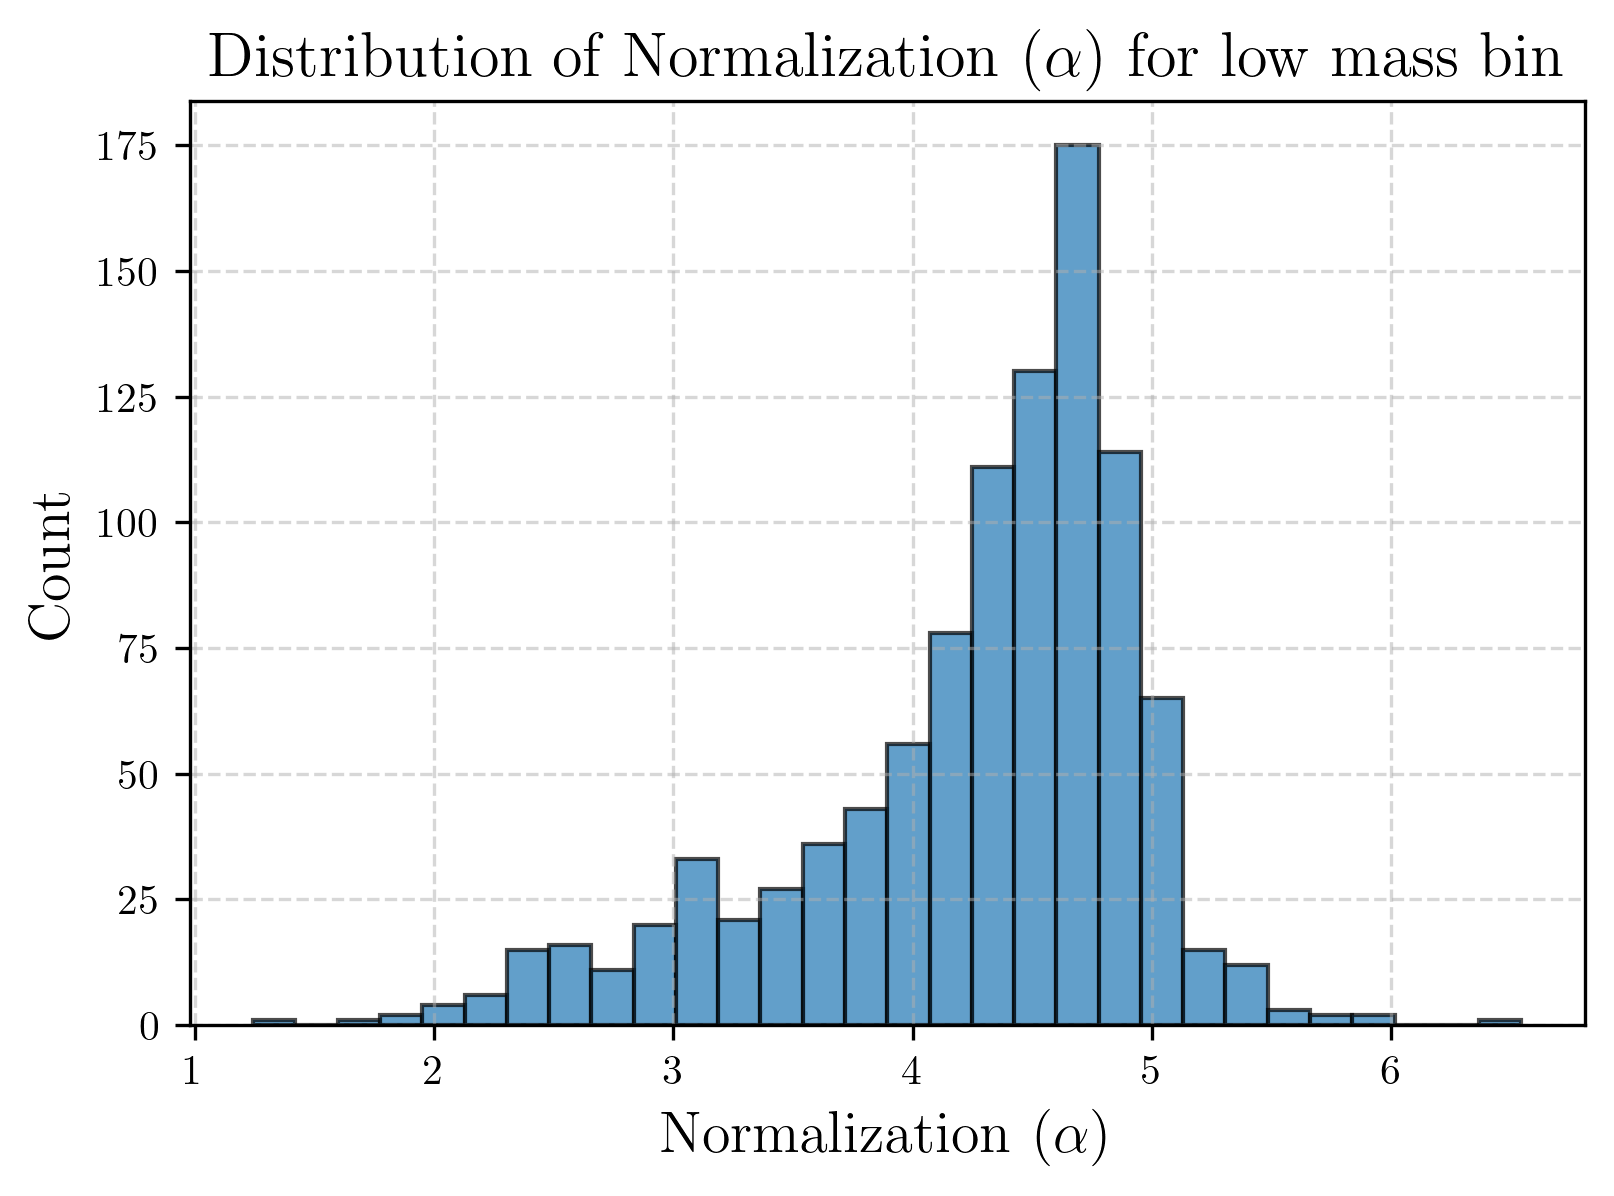 Distribution of Normalization (α) for low mass bin
175
150
125
100
75
50
25
0
Count
1 2 3 4 5 6
Normalization (α)